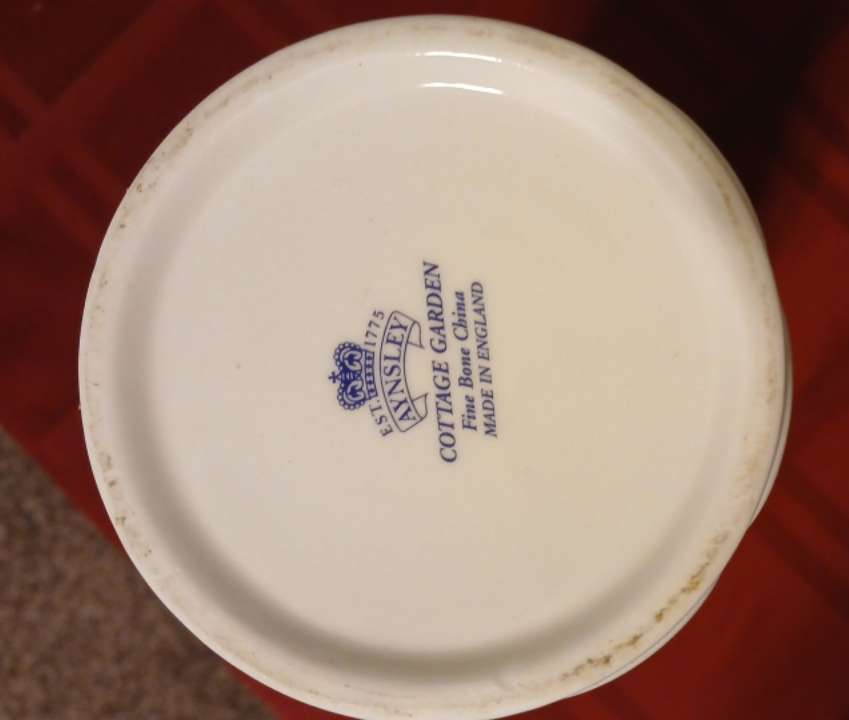 EST. 1775
AYNSLEY
COTTAGE GARDEN
Fine Bone China
MADE IN ENGLAND